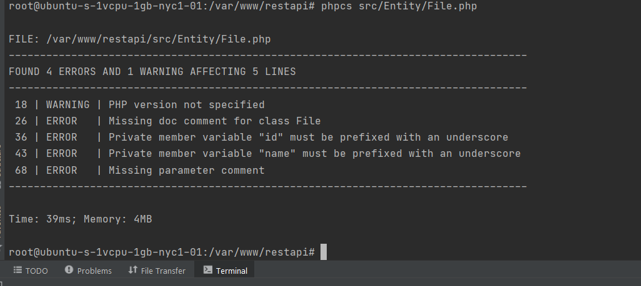 root@ubuntu-s-1vcpu-1gb-nyc1-01:/var/www/restapi# phpcs src/Entity/File.php
FILE: /var/www/restapi/src/Entity/File.php
--------------------------------------------------------------------------------
FOUND 4 ERRORS AND 1 WARNING AFFECTING 5 LINES
--------------------------------------------------------------------------------
18 | WARNING | PHP version not specified
26 | ERROR   | Missing doc comment for class File
36 | ERROR   | Private member variable "id" must be prefixed with an underscore
43 | ERROR   | Private member variable "name" must be prefixed with an underscore
68 | ERROR   | Missing parameter comment
--------------------------------------------------------------------------------
Time: 39ms; Memory: 4MB
root@ubuntu-s-1vcpu-1gb-nyc1-01:/var/www/restapi#
TODO Problems File Transfer Terminal